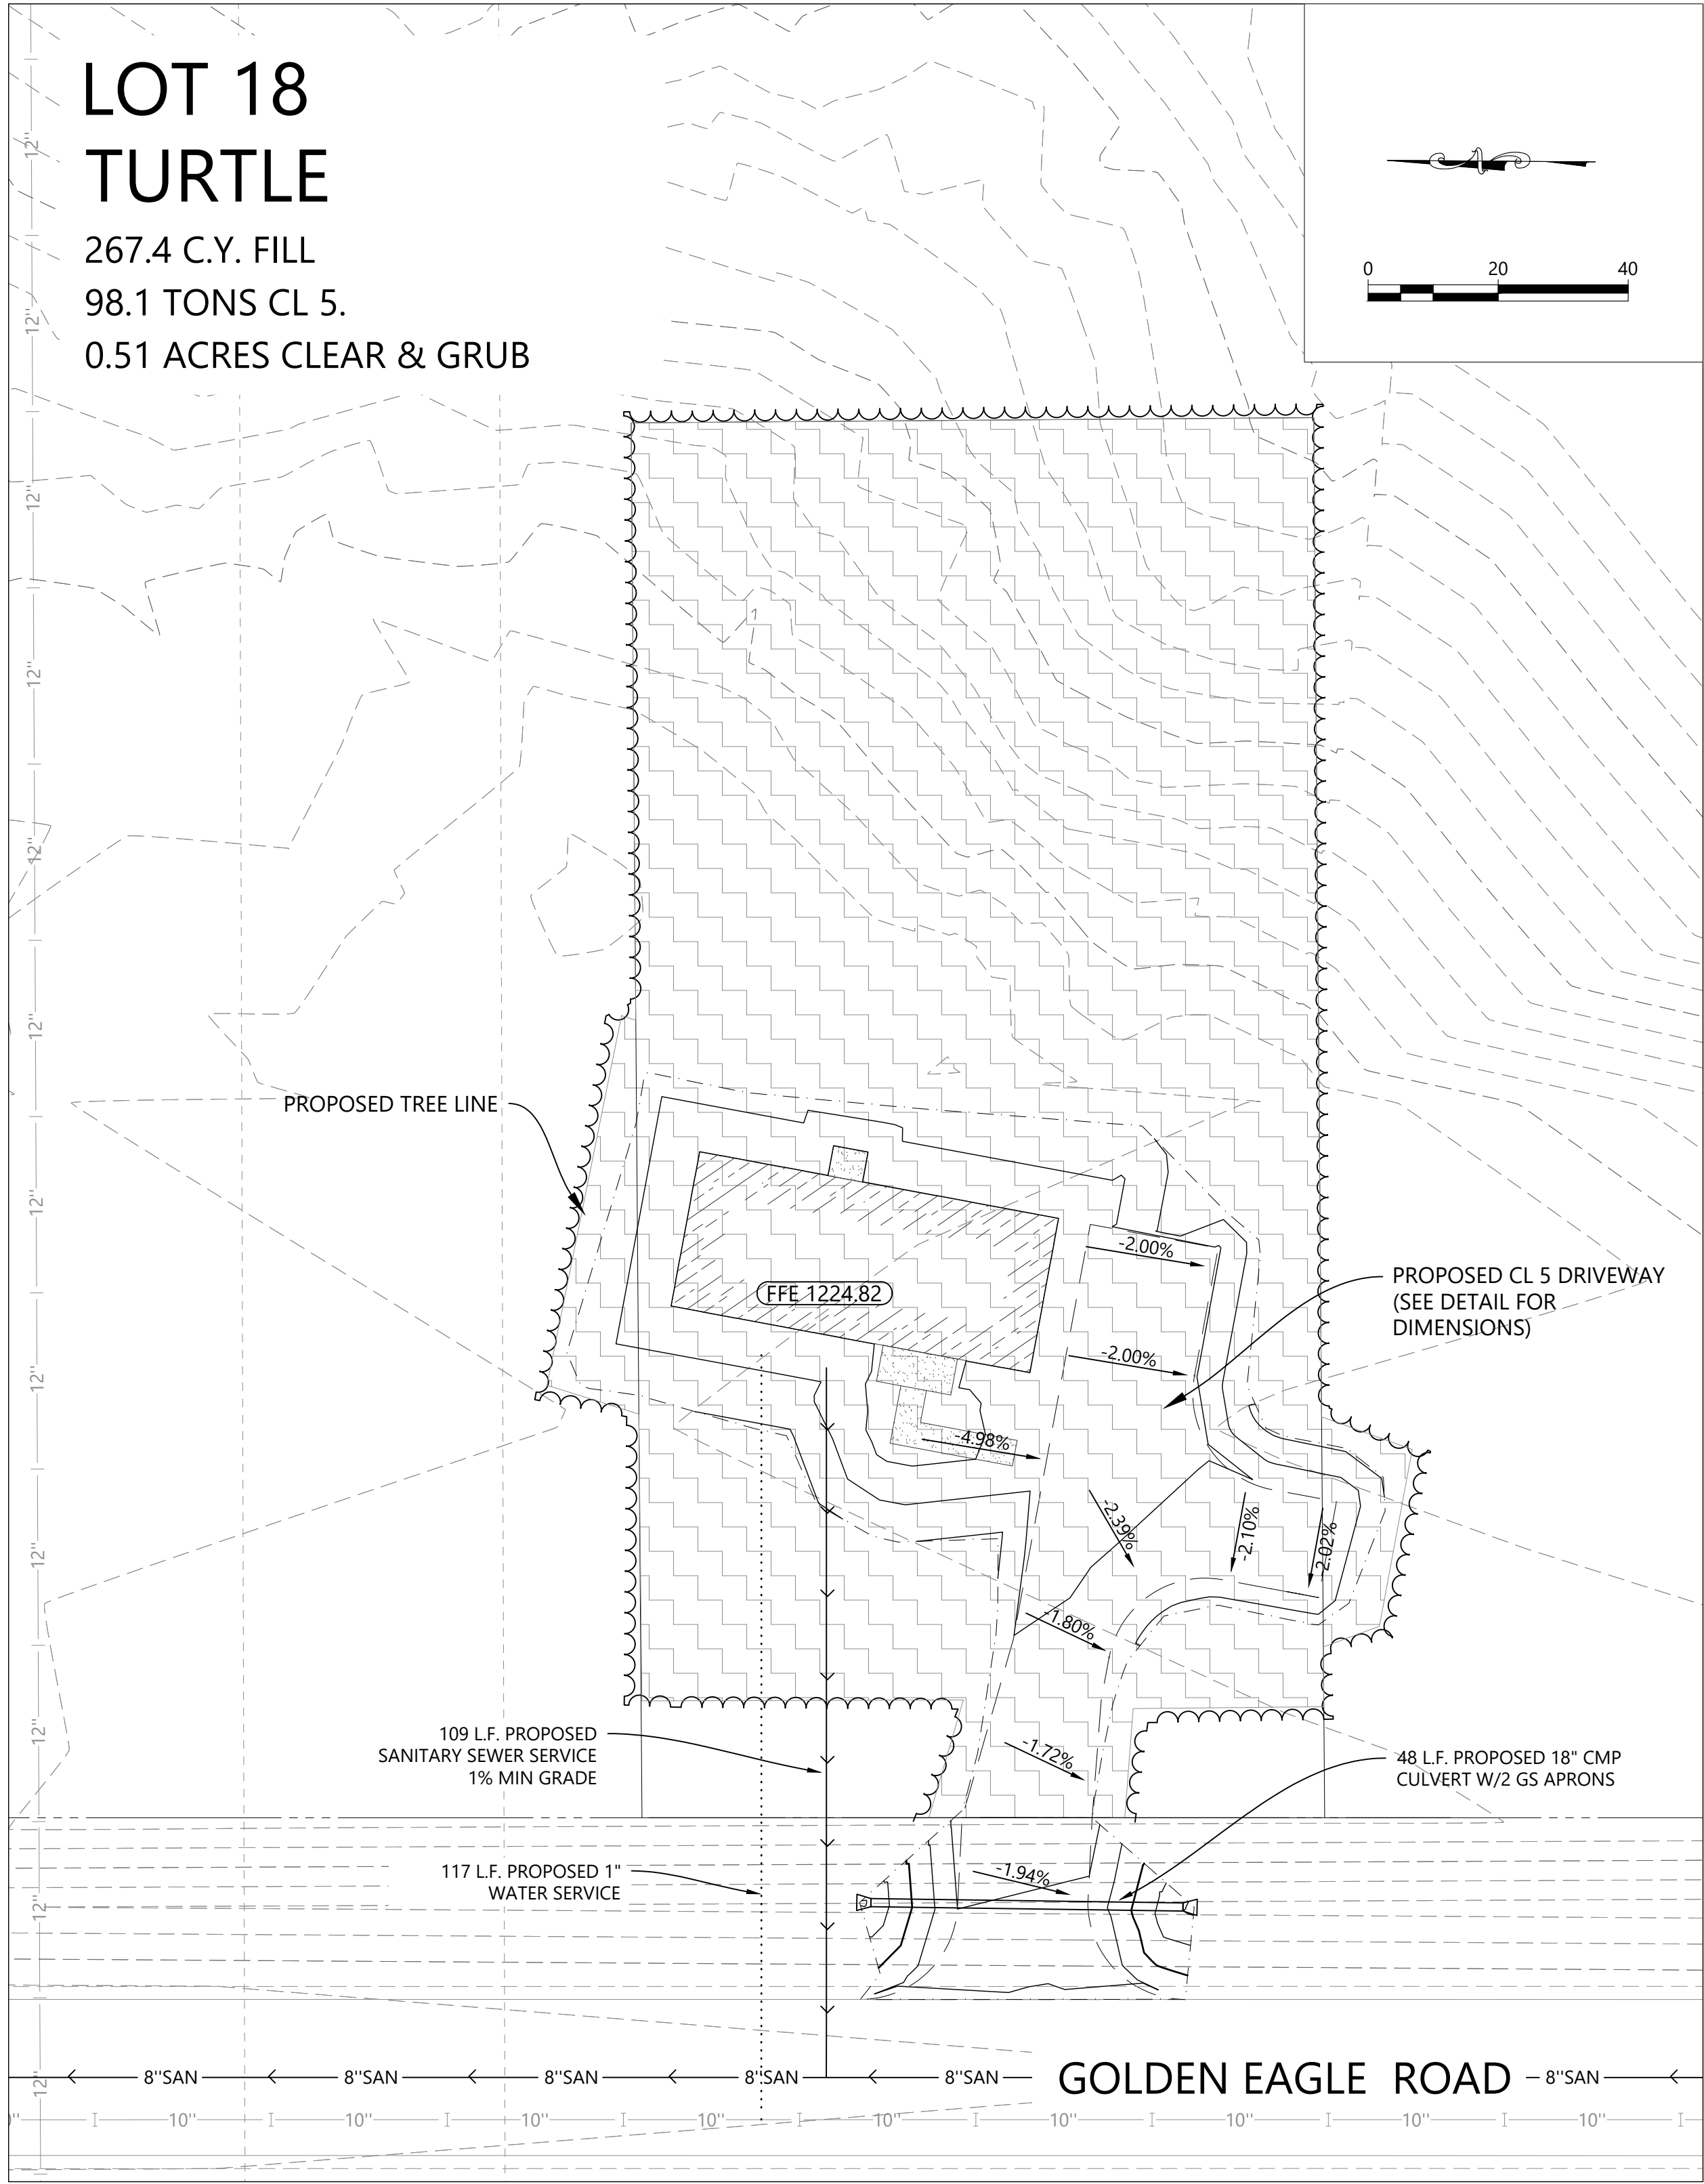 LOT 18
TURTLE
267.4 C.Y. FILL
98.1 TONS CL 5.
0.51 ACRES CLEAR & GRUB
N
0 20 40
12"
12"
12"
12"
12"
12"
12"
12"
12"
12"
12"
12"
PROPOSED TREE LINE
FFE 1224.82
-2.00%
-2.00%
PROPOSED CL 5 DRIVEWAY
(SEE DETAIL FOR
DIMENSIONS)
-4.98%
-2.39%
-2.10%
-2.02%
-1.80%
109 L.F. PROPOSED
SANITARY SEWER SERVICE
1% MIN GRADE
-1.72%
48 L.F. PROPOSED 18" CMP
CULVERT W/2 GS APRONS
117 L.F. PROPOSED 1"
WATER SERVICE
-1.94%
8"SAN 8"SAN 8"SAN 8"SAN 8"SAN GOLDEN EAGLE ROAD 8"SAN
I 10" I 10" I 10" I 10" I 10" I 10" I 10" I 10" I 10" I